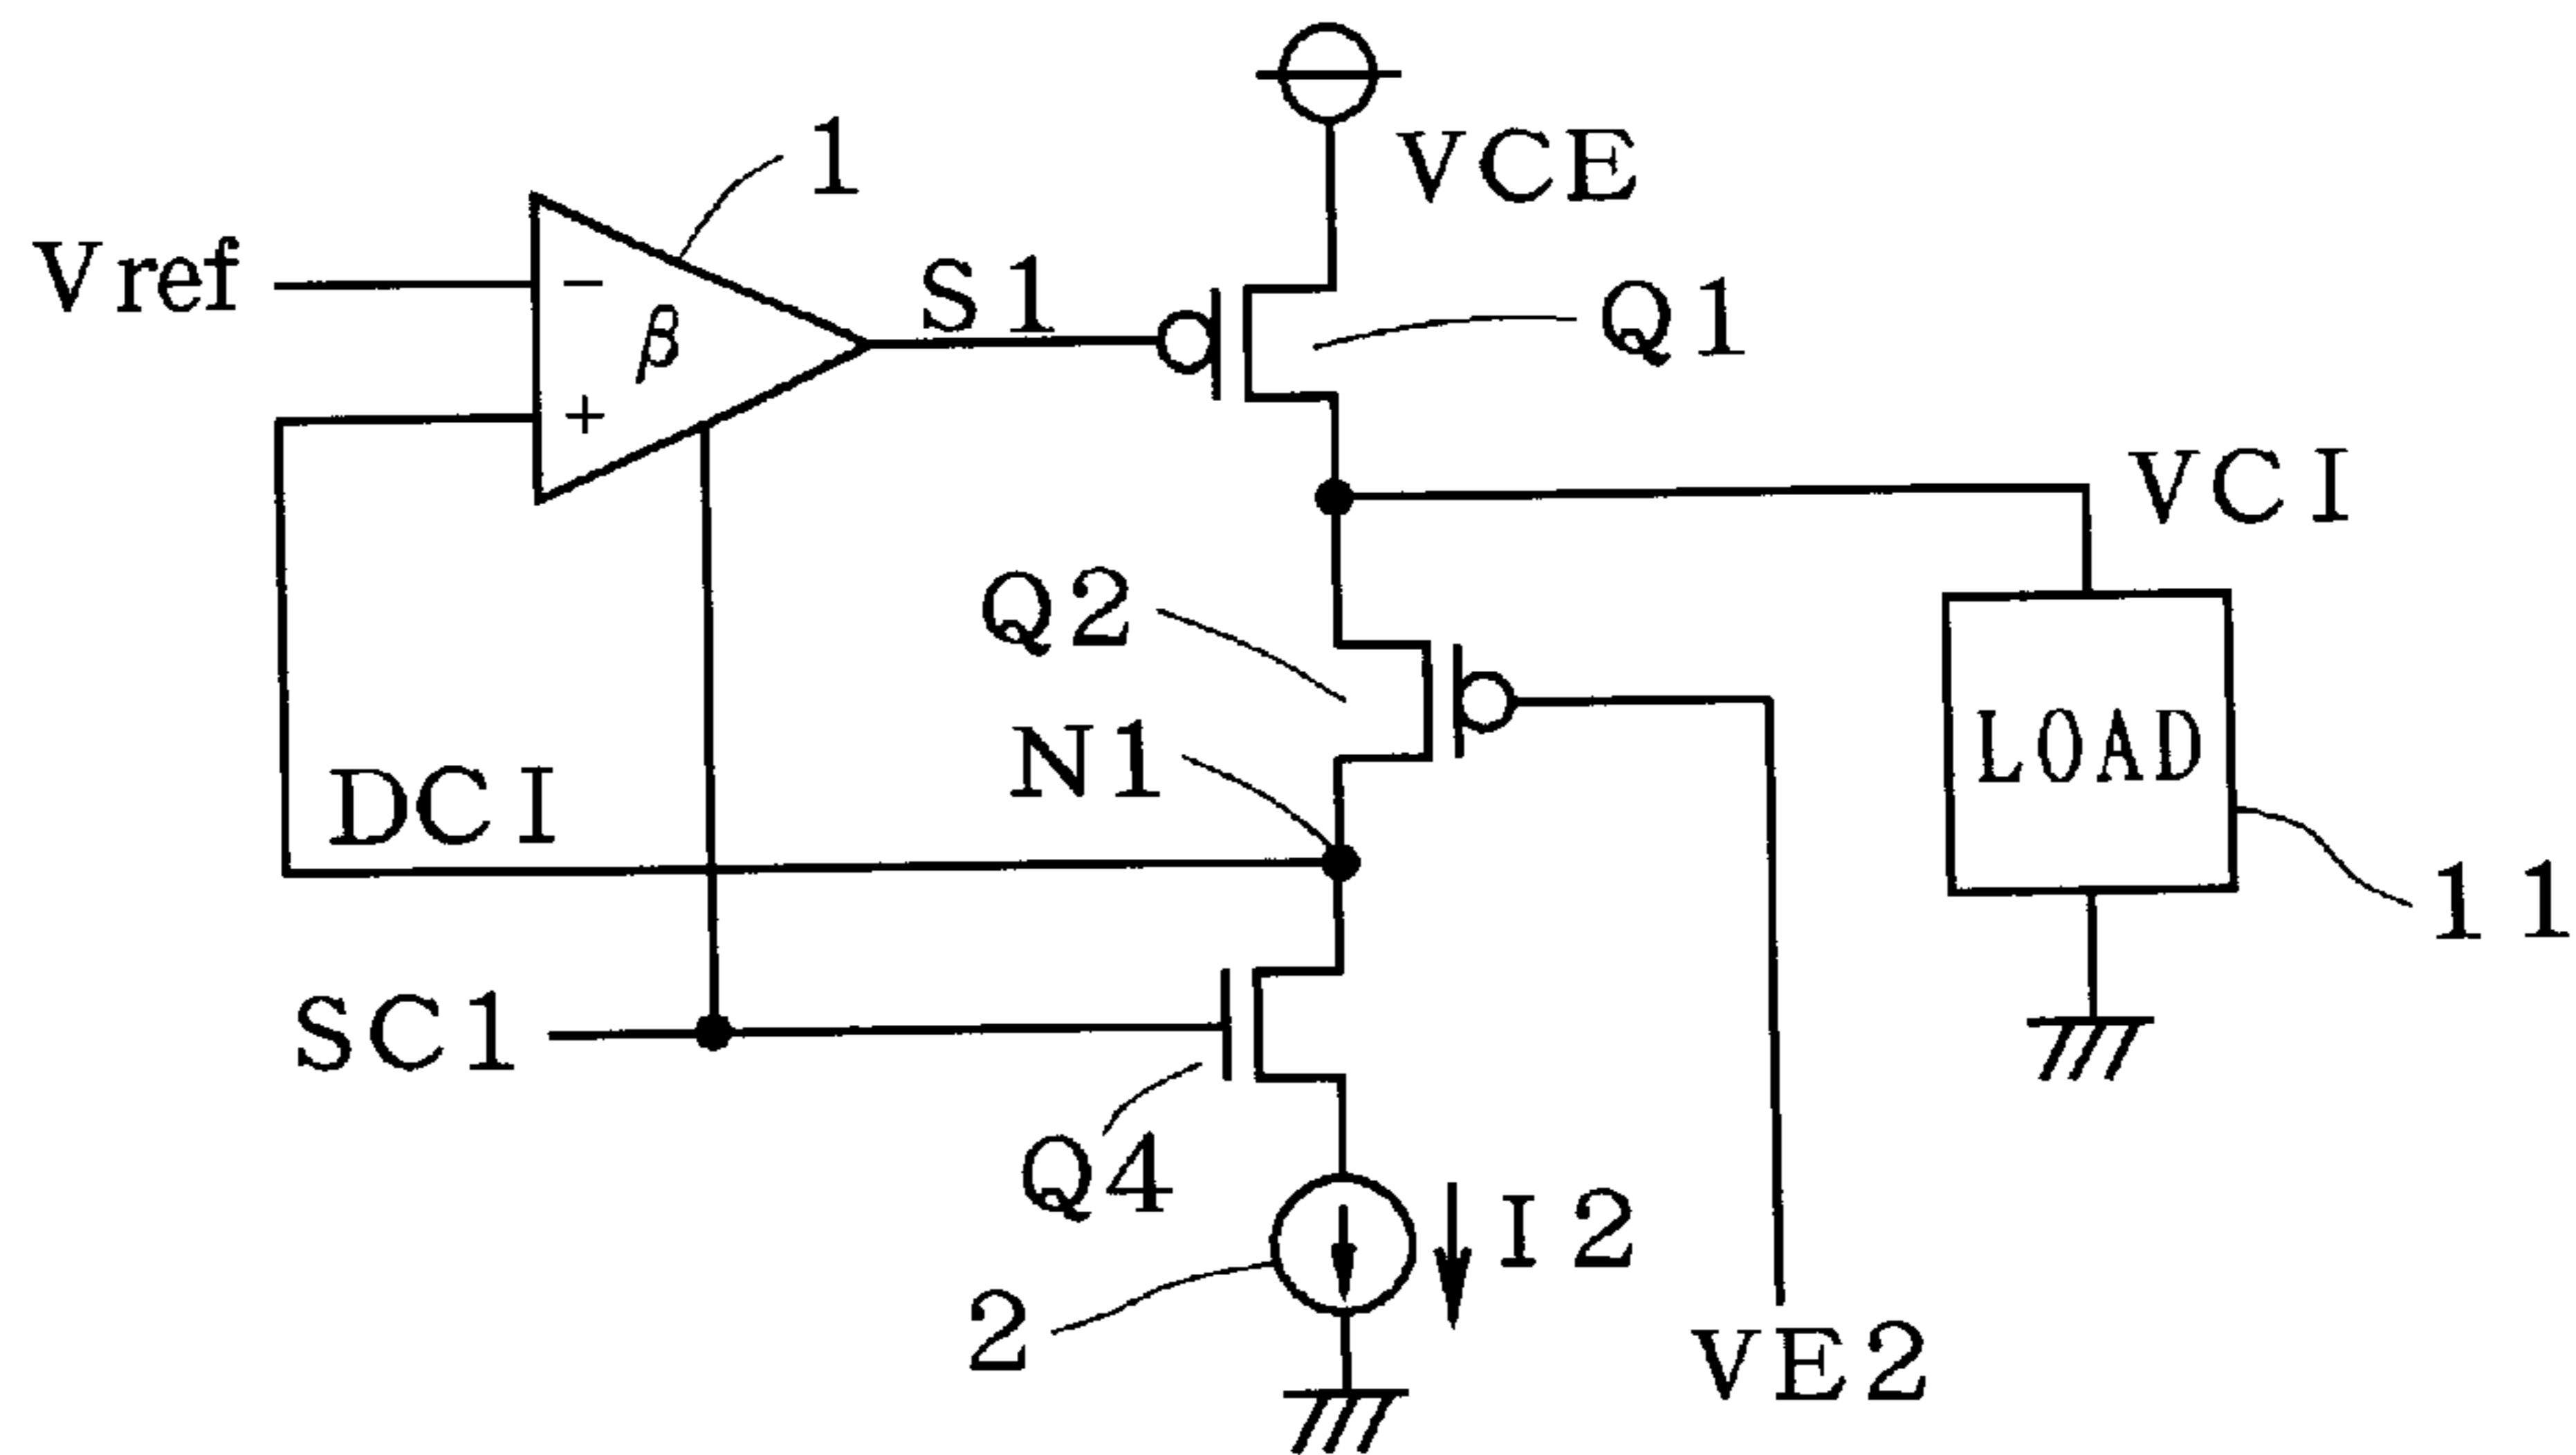 1
VCE
Vref
−
β
+
S1
Q1
VCI
Q2
N1
LOAD
DCI
11
SC1
Q4
I2
2
VE2